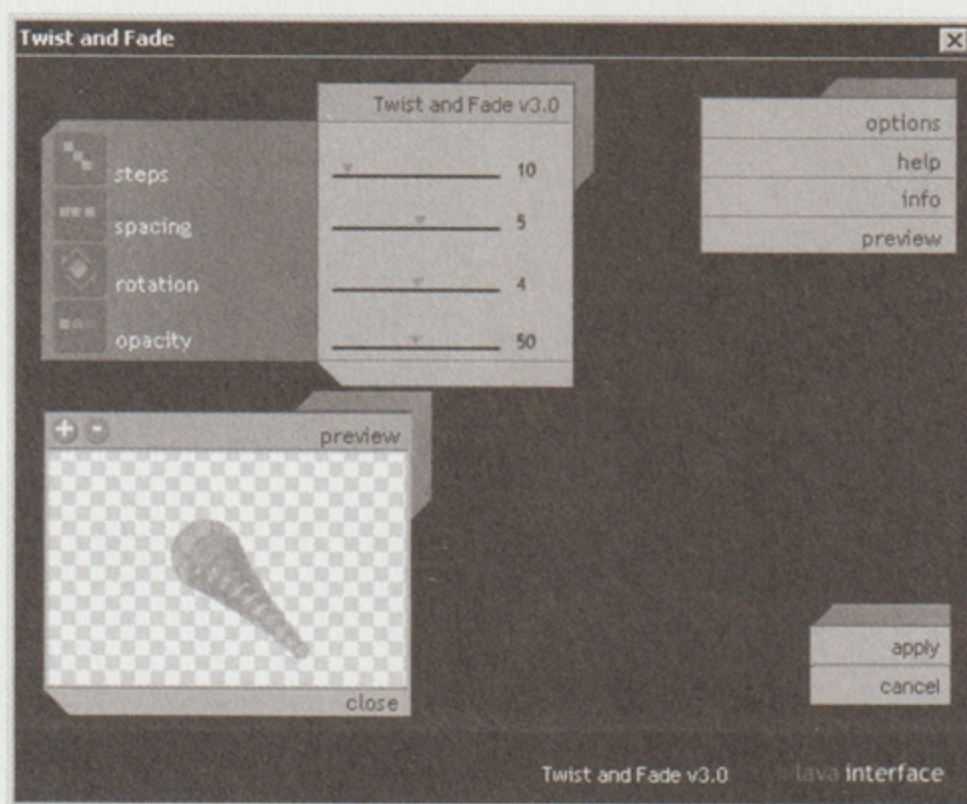 Twist and Fade
Twist and Fade v3.0
steps 10
spacing 5
rotation 4
opacity 50
options
help
info
preview
+ - preview
close
apply
cancel
Twist and Fade v3.0 lava interface